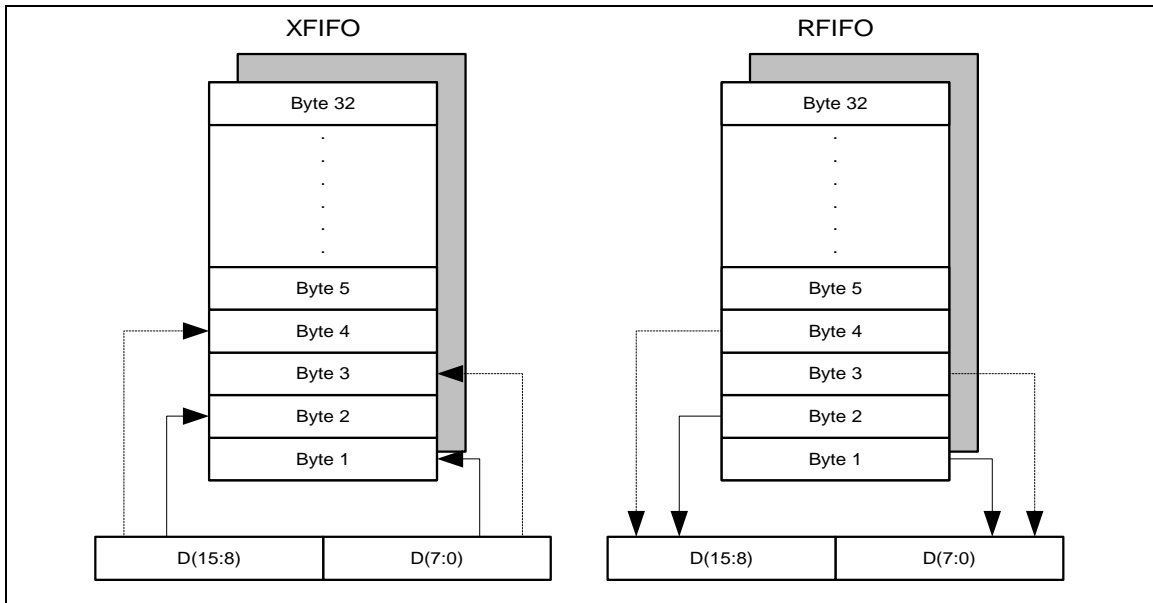 XFIFO
Byte 32
.
.
.
.
.
.
Byte 5
Byte 4
Byte 3
Byte 2
Byte 1
D(15:8)
D(7:0)
RFIFO
Byte 32
.
.
.
.
.
.
Byte 5
Byte 4
Byte 3
Byte 2
Byte 1
D(15:8)
D(7:0)